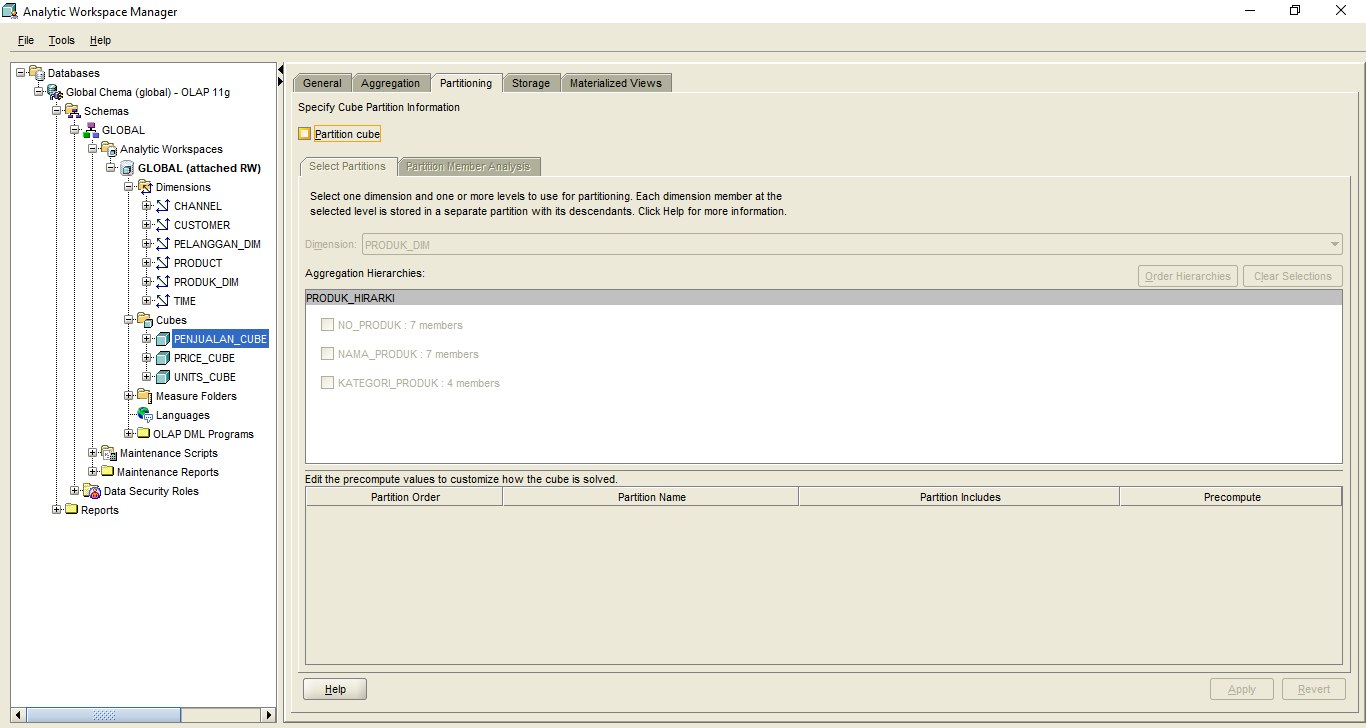 Analytic Workspace Manager
File Tools Help
Databases
Global Chema (global) - OLAP 11g
Schemas
GLOBAL
Analytic Workspaces
GLOBAL (attached RW)
Dimensions
CHANNEL
CUSTOMER
PELANGGAN_DIM
PRODUCT
PRODUK_DIM
TIME
Cubes
PENJUALAN_CUBE
PRICE_CUBE
UNITS_CUBE
Measure Folders
Languages
OLAP DML Programs
Maintenance Scripts
Maintenance Reports
Data Security Roles
Reports
General Aggregation Partitioning Storage Materialized Views
Specify Cube Partition Information
Partition cube
Select Partitions Partition Member Analysis
Select one dimension and one or more levels to use for partitioning. Each dimension member at the
selected level is stored in a separate partition with its descendants. Click Help for more information.
Dimension: PRODUK_DIM
Aggregation Hierarchies: Order Hierarchies Clear Selections
PRODUK_HIRARKI
NO_PRODUK : 7 members
NAMA_PRODUK : 7 members
KATEGORI_PRODUK : 4 members
Edit the precompute values to customize how the cube is solved.
Partition Order Partition Name Partition Includes Precompute
Help Apply Revert